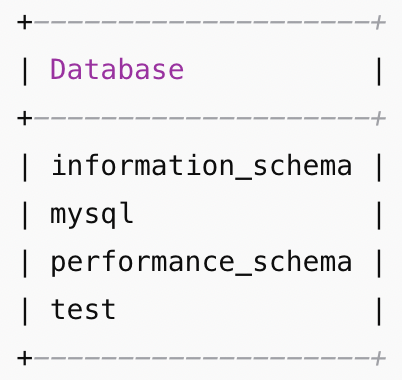 +--------------------+
| Database           |
+--------------------+
| information_schema |
| mysql              |
| performance_schema |
| test               |
+--------------------+